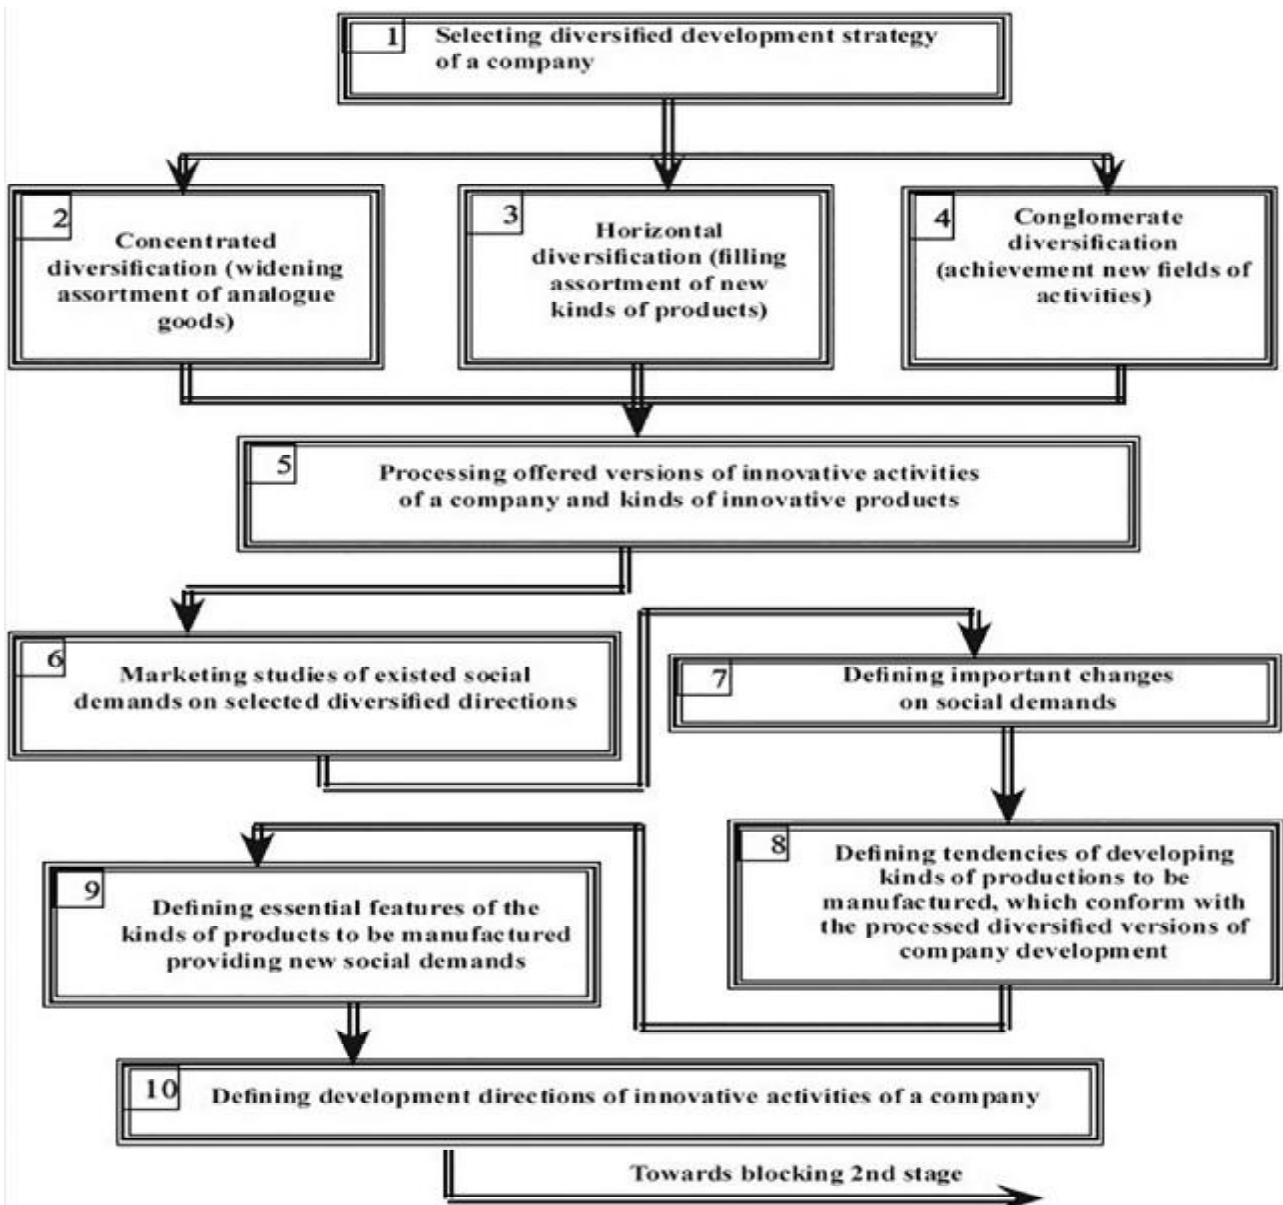 1
Selecting diversified development strategy
of a company
2
Concentrated
diversification (widening
assortment of analogue
goods)
3
Horizontal
diversification (filling
assortment of new
kinds of products)
4
Conglomerate
diversification
(achievement new fields of
activities)
5
Processing offered versions of innovative activities
of a company and kinds of innovative products
6
Marketing studies of existed social
demands on selected diversified directions
7
Defining important changes
on social demands
8
Defining tendencies of developing
kinds of productions to be
manufactured, which conform with
the processed diversified versions of
company development
9
Defining essential features of the
kinds of products to be manufactured
providing new social demands
10
Defining development directions of innovative activities of a company
Towards blocking 2nd stage